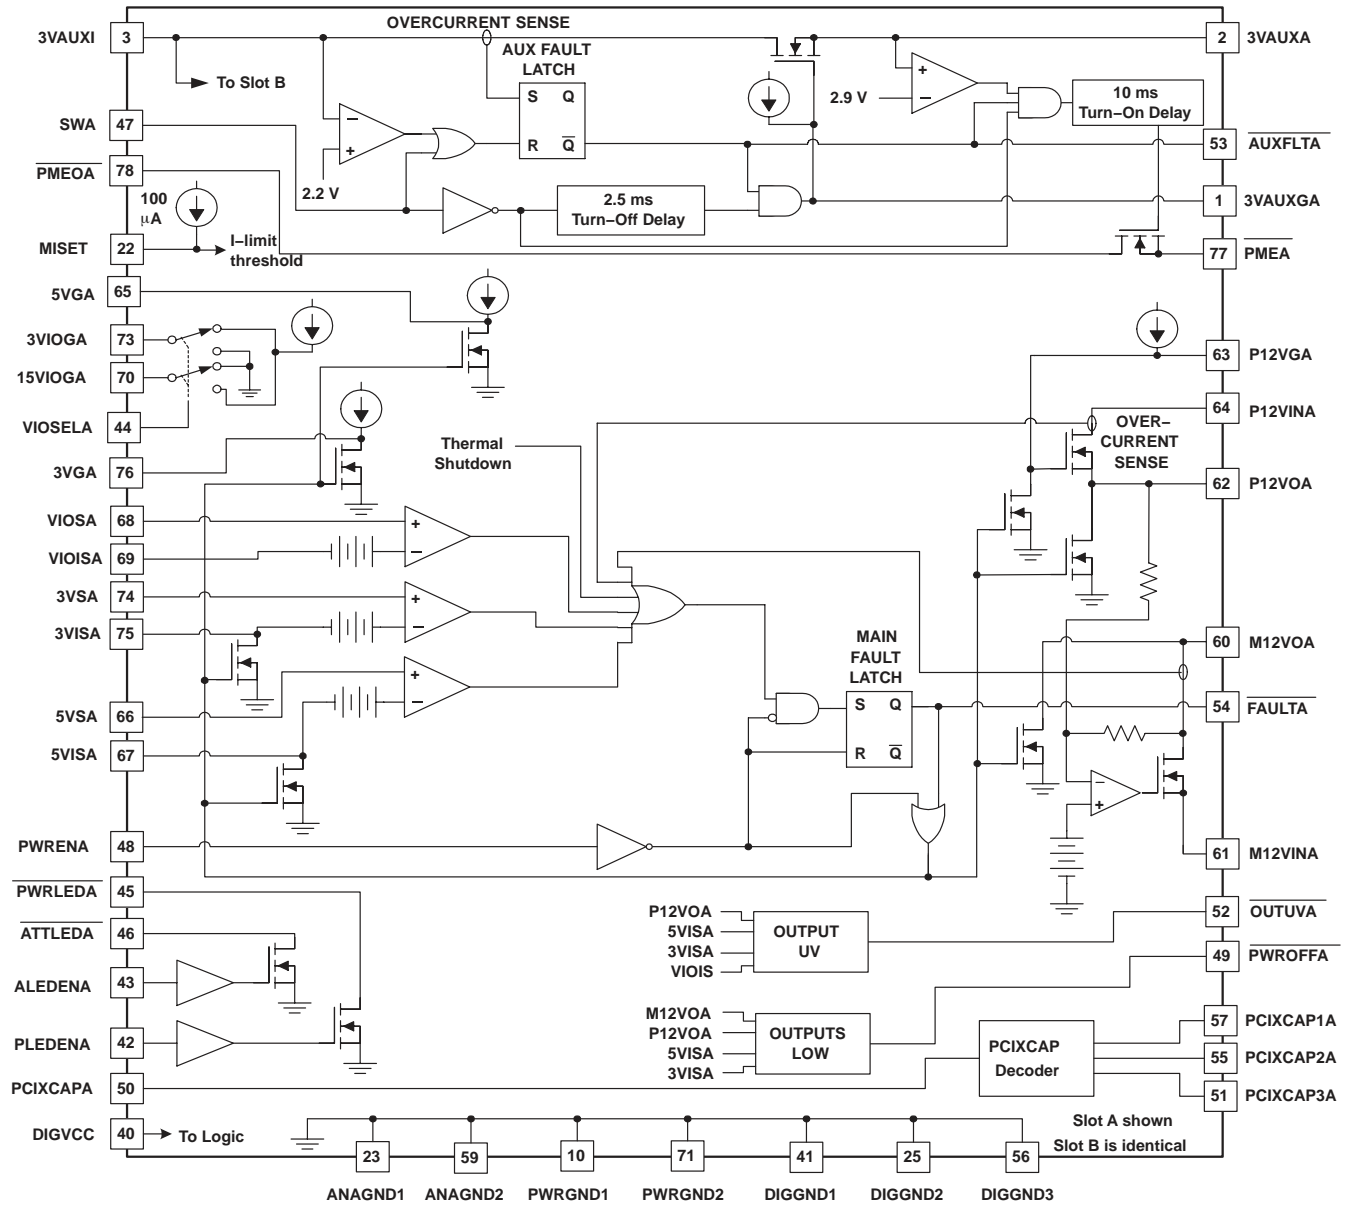 OVERCURRENT SENSE
3VAUXI 3
2 3VAUXA
AUX FAULT
LATCH
To Slot B
S Q
R Q
2.9 V
+
−
10 ms
Turn−On Delay
SWA 47
−
+
2.2 V
53 AUXFLTA
PMEOA 78
2.5 ms
Turn−Off Delay
1 3VAUXGA
100
μA
MISET 22
I−limit
threshold
77 PMEA
5VGA 65
3VIOGA 73
15VIOGA 70
VIOSELA 44
63 P12VGA
64 P12VINA
OVER−
CURRENT
SENSE
Thermal
Shutdown
3VGA 76
62 P12VOA
VIOSA 68
+
−
VIOISA 69
3VSA 74
+
−
3VISA 75
60 M12VOA
MAIN
FAULT
LATCH
5VSA 66
+
−
S Q
R Q
54 FAULTA
5VISA 67
−
+
PWRENA 48
61 M12VINA
PWRLEDA 45
P12VOA
5VISA
3VISA
VIOIS
OUTPUT
UV
52 OUTUVA
ATTLEDA 46
49 PWROFFA
ALEDENA 43
M12VOA
P12VOA
5VISA
3VISA
OUTPUTS
LOW
PCIXCAP
Decoder
57 PCIXCAP1A
55 PCIXCAP2A
51 PCIXCAP3A
PLEDENA 42
PCIXCAPA 50
DIGVCC 40
To Logic
Slot A shown
Slot B is identical
23 59 10 71 41 25 56
ANAGND1 ANAGND2 PWRGND1 PWRGND2 DIGGND1 DIGGND2 DIGGND3